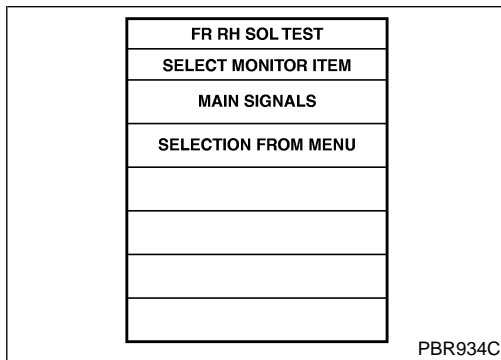 FR RH SOL TEST
SELECT MONITOR ITEM
MAIN SIGNALS
SELECTION FROM MENU
PBR934C